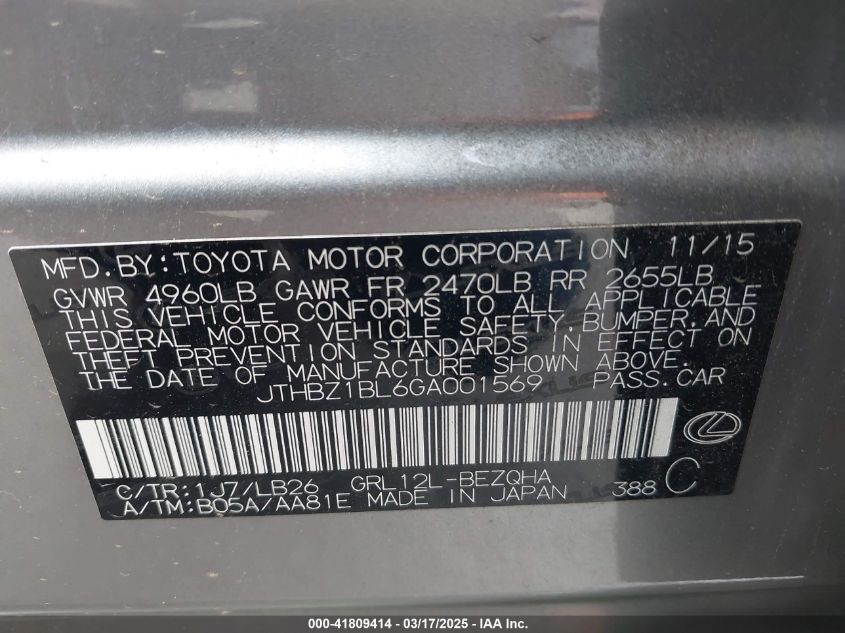 MFD.BY:TOYOTA MOTOR CORPORATION 11/15
GVWR 4960LB GAWR FR 2470LB RR 2655LB
THIS VEHICLE CONFORMS TO ALL APPLICABLE
FEDERAL MOTOR VEHICLE SAFETY, BUMPER, AND
THEFT PREVENTION STANDARDS IN EFFECT ON
THE DATE OF MANUFACTURE SHOWN ABOVE.
JTHBZ1BL6GA001569 PASS.CAR
C/TR:1J7/LB26 GRL12L-BEZQHA
A/TM:B05A/AA81E MADE IN JAPAN 388 C
000-41809414 — 03/17/2025 — IAA Inc.